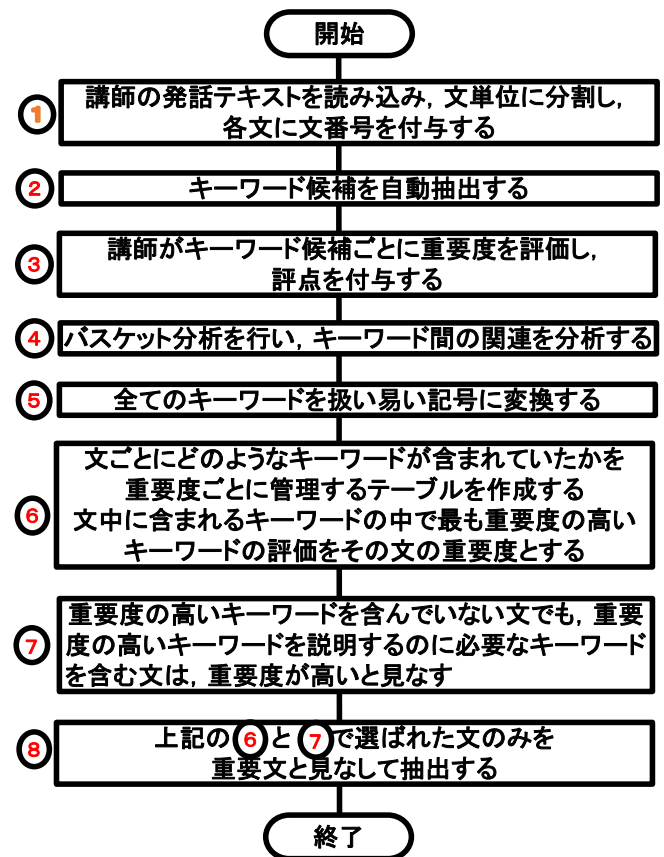 開始
① 講師の発話テキストを読み込み，文単位に分割し，
各文に文番号を付与する
② キーワード候補を自動抽出する
③ 講師がキーワード候補ごとに重要度を評価し，
評点を付与する
④ バスケット分析を行い，キーワード間の関連を分析する
⑤ 全てのキーワードを扱い易い記号に変換する
⑥ 文ごとにどのようなキーワードが含まれていたかを
重要度ごとに管理するテーブルを作成する
文中に含まれるキーワードの中で最も重要度の高い
キーワードの評価をその文の重要度とする
⑦ 重要度の高いキーワードを含んでいない文でも，重要
度の高いキーワードを説明するのに必要なキーワード
を含む文は，重要度が高いと見なす
⑧ 上記の⑥と⑦で選ばれた文のみを
重要文と見なして抽出する
終了